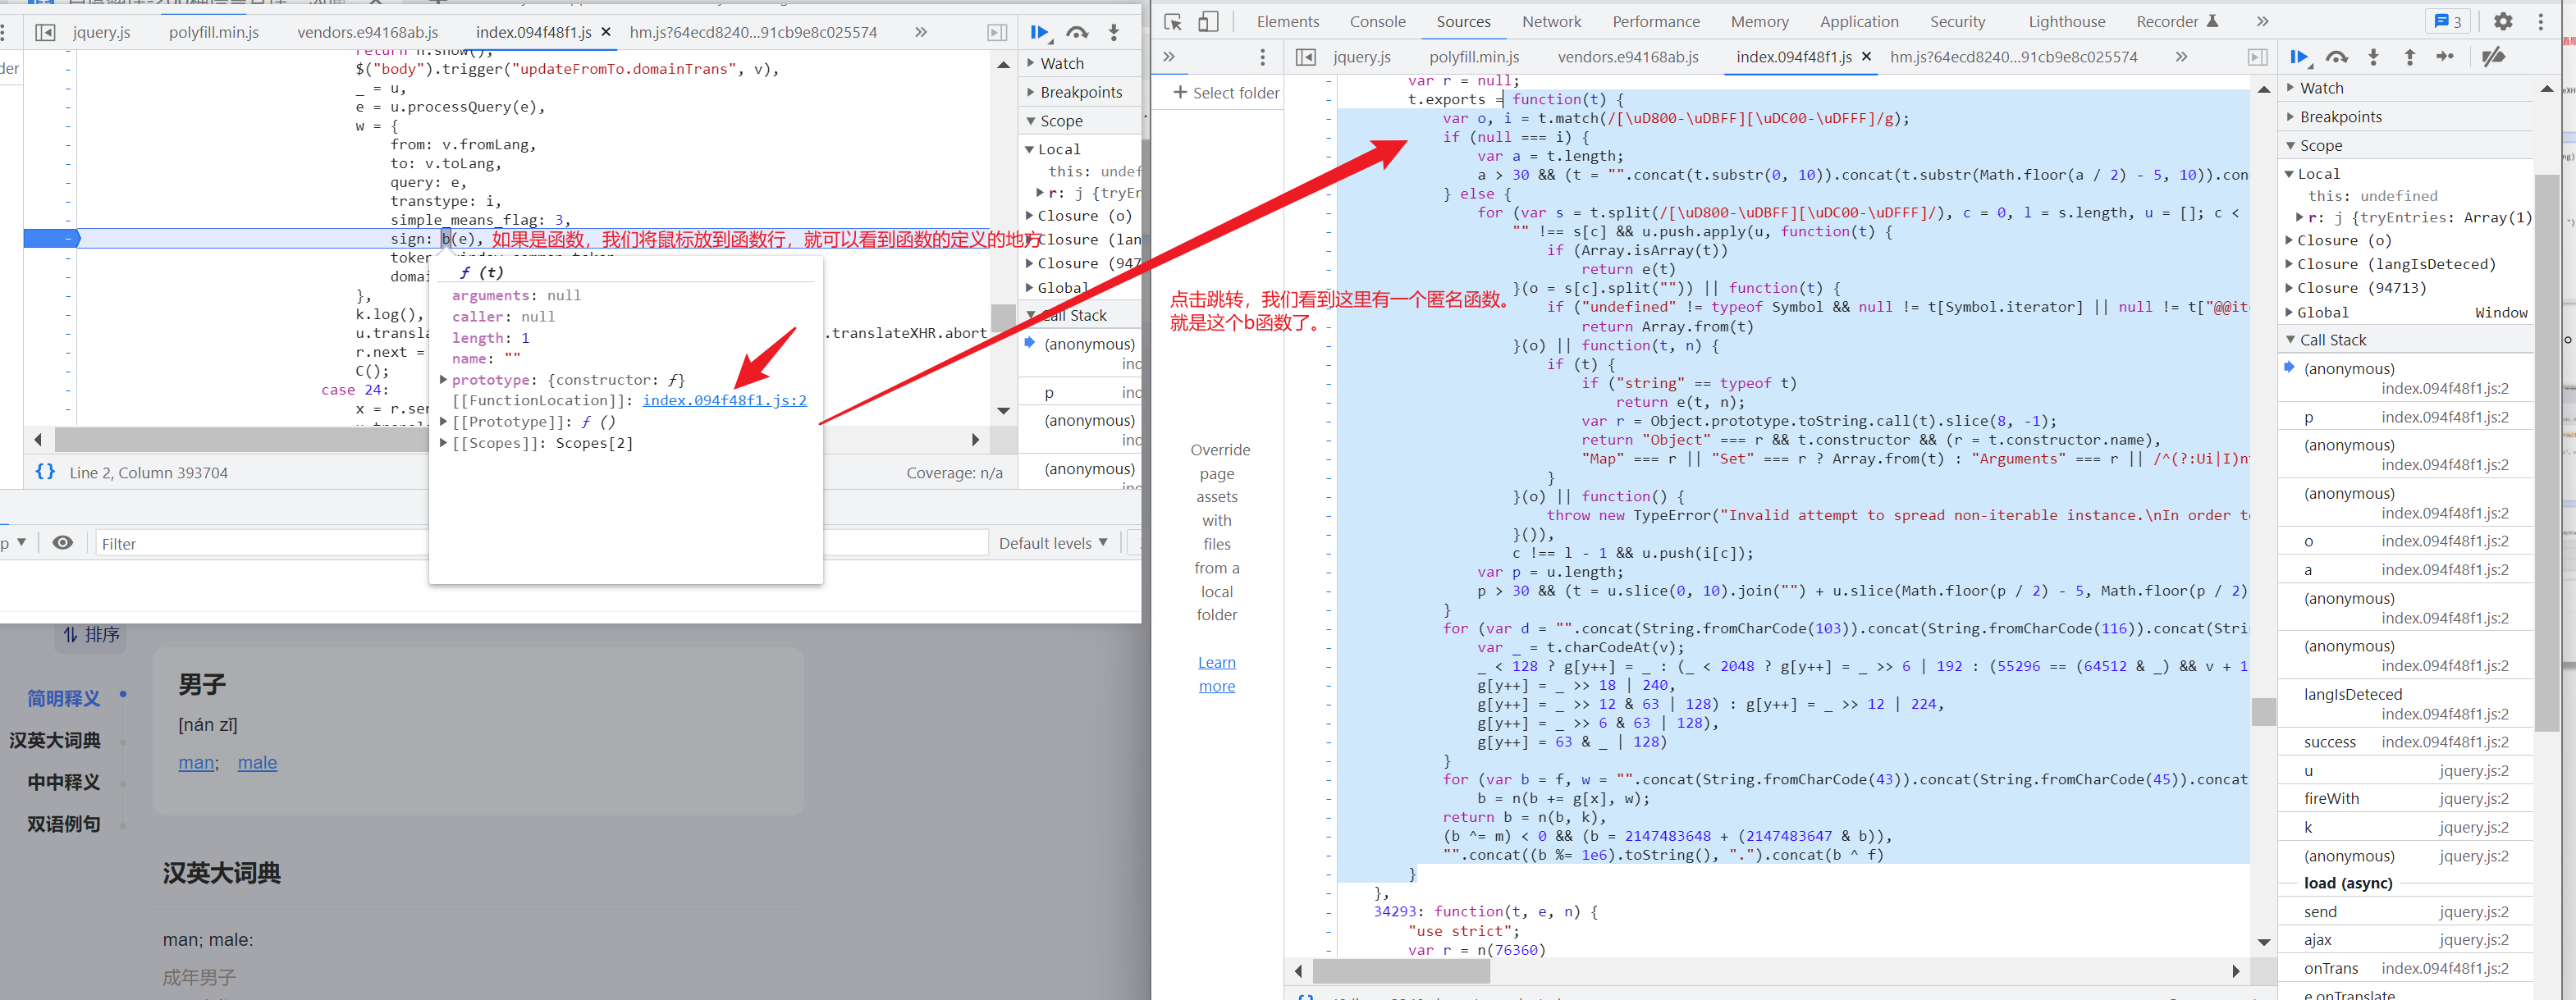 jquery.js polyfill.min.js vendors.e94168ab.js index.094f48f1.js × hm.js?64ecd8240...91cb9e8c025574 »
return n.show(),
$("body").trigger("updateFromTo.domainTrans", v),
_ = u,
e = u.processQuery(e),
w = {
from: v.fromLang,
to: v.toLang,
query: e,
transtype: i,
simple_means_flag: 3,
sign: b(e), 如果是函数，我们将鼠标放到函数行，就可以看到函数的定义的地方
domai
},
k.log(),
u.transla
.translateXHR.abort
r.next =
C();
case 24:
x = r.sen
ƒ (t)
arguments: null
caller: null
length: 1
name: ""
prototype: {constructor: ƒ}
[[FunctionLocation]]: index.094f48f1.js:2
[[Prototype]]: ƒ ()
[[Scopes]]: Scopes[2]
{} Line 2, Column 393704
Coverage: n/a
Watch
Breakpoints
Scope
Local
this: undef
r: j {tryEn
Closure (o)
Closure (lan
Closure (947
Global
Call Stack
(anonymous)
ind
p ind
(anonymous)
ind
(anonymous)
Filter
Default levels
排序
简明释义
汉英大词典
中中释义
双语例句
男子
[nán zǐ]
man; male
汉英大词典
man; male:
成年男子
Elements Console Sources Network Performance Memory Application Security Lighthouse Recorder » 3
» jquery.js polyfill.min.js vendors.e94168ab.js index.094f48f1.js × hm.js?64ecd8240...91cb9e8c025574 »
+ Select folder
Override
page
assets
with
files
from a
local
folder
Learn
more
点击跳转，我们看到这里有一个匿名函数。
就是这个b函数了。
var r = null;
t.exports = function(t) {
var o, i = t.match(/[\uD800-\uDBFF][\uDC00-\uDFFF]/g);
if (null === i) {
var a = t.length;
a > 30 && (t = "".concat(t.substr(0, 10)).concat(t.substr(Math.floor(a / 2) - 5, 10)).con
} else {
for (var s = t.split(/[\uD800-\uDBFF][\uDC00-\uDFFF]/), c = 0, l = s.length, u = []; c <
"" !== s[c] && u.push.apply(u, function(t) {
if (Array.isArray(t))
return e(t)
}(o = s[c].split("")) || function(t) {
if ("undefined" != typeof Symbol && null != t[Symbol.iterator] || null != t["@@ite
return Array.from(t)
}(o) || function(t, n) {
if (t) {
if ("string" == typeof t)
return e(t, n);
var r = Object.prototype.toString.call(t).slice(8, -1);
return "Object" === r && t.constructor && (r = t.constructor.name),
"Map" === r || "Set" === r ? Array.from(t) : "Arguments" === r || /^(?:Ui|I)n
}
}(o) || function() {
throw new TypeError("Invalid attempt to spread non-iterable instance.\nIn order t
}()),
c !== l - 1 && u.push(i[c]);
var p = u.length;
p > 30 && (t = u.slice(0, 10).join("") + u.slice(Math.floor(p / 2) - 5, Math.floor(p / 2)
}
for (var d = "".concat(String.fromCharCode(103)).concat(String.fromCharCode(116)).concat(Stri
var _ = t.charCodeAt(v);
_ < 128 ? g[y++] = _ : (_ < 2048 ? g[y++] = _ >> 6 | 192 : (55296 == (64512 & _) && v + 1
g[y++] = _ >> 18 | 240,
g[y++] = _ >> 12 & 63 | 128) : g[y++] = _ >> 12 | 224,
g[y++] = _ >> 6 & 63 | 128),
g[y++] = 63 & _ | 128)
}
for (var b = f, w = "".concat(String.fromCharCode(43)).concat(String.fromCharCode(45)).concat
b = n(b += g[x], w);
return b = n(b, k),
(b ^= m) < 0 && (b = 2147483648 + (2147483647 & b)),
"".concat((b %= 1e6).toString(), ".").concat(b ^ f)
}
},
34293: function(t, e, n) {
"use strict";
var r = n(76360)
Watch
Breakpoints
Scope
Local
this: undefined
r: j {tryEntries: Array(1)
Closure (o)
Closure (langIsDeteced)
Closure (94713)
Global Window
Call Stack
(anonymous)
index.094f48f1.js:2
p index.094f48f1.js:2
(anonymous)
index.094f48f1.js:2
(anonymous)
index.094f48f1.js:2
o index.094f48f1.js:2
a index.094f48f1.js:2
(anonymous)
index.094f48f1.js:2
(anonymous)
index.094f48f1.js:2
langIsDeteced
index.094f48f1.js:2
success index.094f48f1.js:2
u jquery.js:2
fireWith jquery.js:2
k jquery.js:2
(anonymous) jquery.js:2
load (async)
send jquery.js:2
ajax jquery.js:2
onTrans index.094f48f1.js:2
e.onTranslate